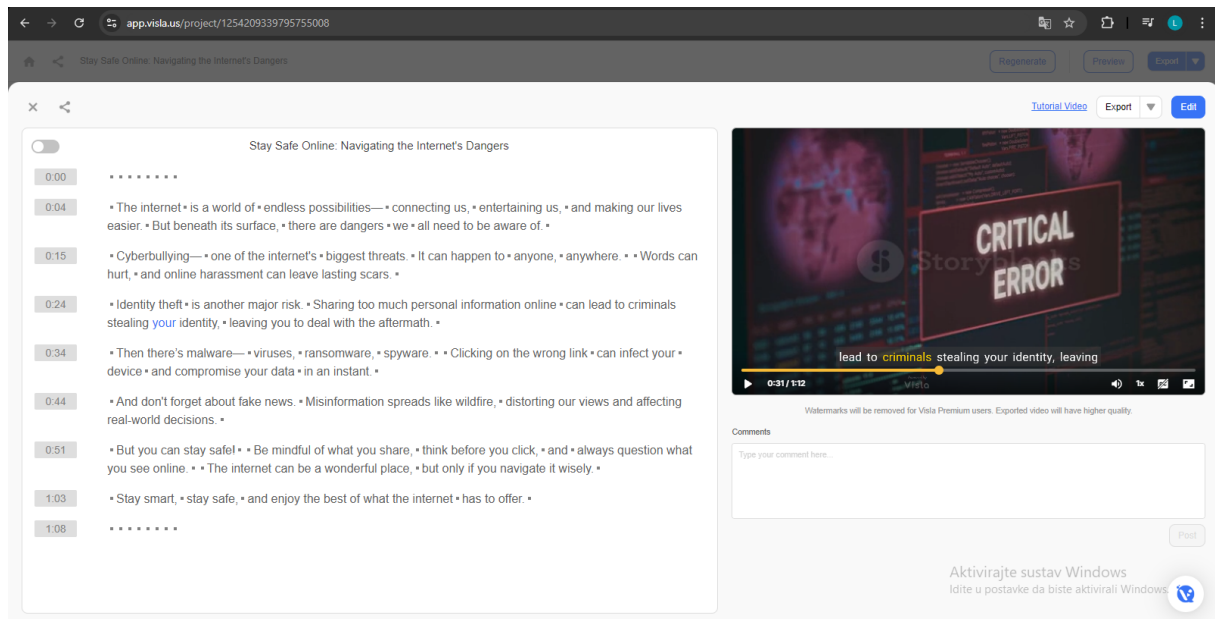 app.visla.us/project/1254209339795755008
L
Stay Safe Online: Navigating the Internet's Dangers
Regenerate
Preview
Export
Tutorial Video
Export
Edit
Stay Safe Online: Navigating the Internet's Dangers
0:00 ▪ ▪ ▪ ▪ ▪ ▪ ▪ ▪
0:04 ▪ The internet ▪ is a world of ▪ endless possibilities— ▪ connecting us, ▪ entertaining us, ▪ and making our lives
easier. ▪ But beneath its surface, ▪ there are dangers ▪ we ▪ all need to be aware of. ▪
0:15 ▪ Cyberbullying— ▪ one of the internet's ▪ biggest threats. ▪ It can happen to ▪ anyone, ▪ anywhere. ▪ ▪ Words can
hurt, ▪ and online harassment can leave lasting scars. ▪
0:24 ▪ Identity theft ▪ is another major risk. ▪ Sharing too much personal information online ▪ can lead to criminals
stealing your identity, ▪ leaving you to deal with the aftermath. ▪
0:34 ▪ Then there's malware— ▪ viruses, ▪ ransomware, ▪ spyware. ▪ ▪ Clicking on the wrong link ▪ can infect your ▪
device ▪ and compromise your data ▪ in an instant. ▪
0:44 ▪ And don't forget about fake news. ▪ Misinformation spreads like wildfire, ▪ distorting our views and affecting
real-world decisions. ▪
0:51 ▪ But you can stay safe! ▪ ▪ Be mindful of what you share, ▪ think before you click, ▪ and ▪ always question what
you see online. ▪ ▪ The internet can be a wonderful place, ▪ but only if you navigate it wisely. ▪
1:03 ▪ Stay smart, ▪ stay safe, ▪ and enjoy the best of what the internet ▪ has to offer. ▪
1:08 ▪ ▪ ▪ ▪ ▪ ▪ ▪ ▪
CRITICAL
ERROR
Storyblocks
lead to criminals stealing your identity, leaving
0:31 / 1:12
Visla
1x
Watermarks will be removed for Visla Premium users. Exported video will have higher quality.
Comments
Type your comment here...
Post
Aktivirajte sustav Windows
Idite u postavke da biste aktivirali Windows.